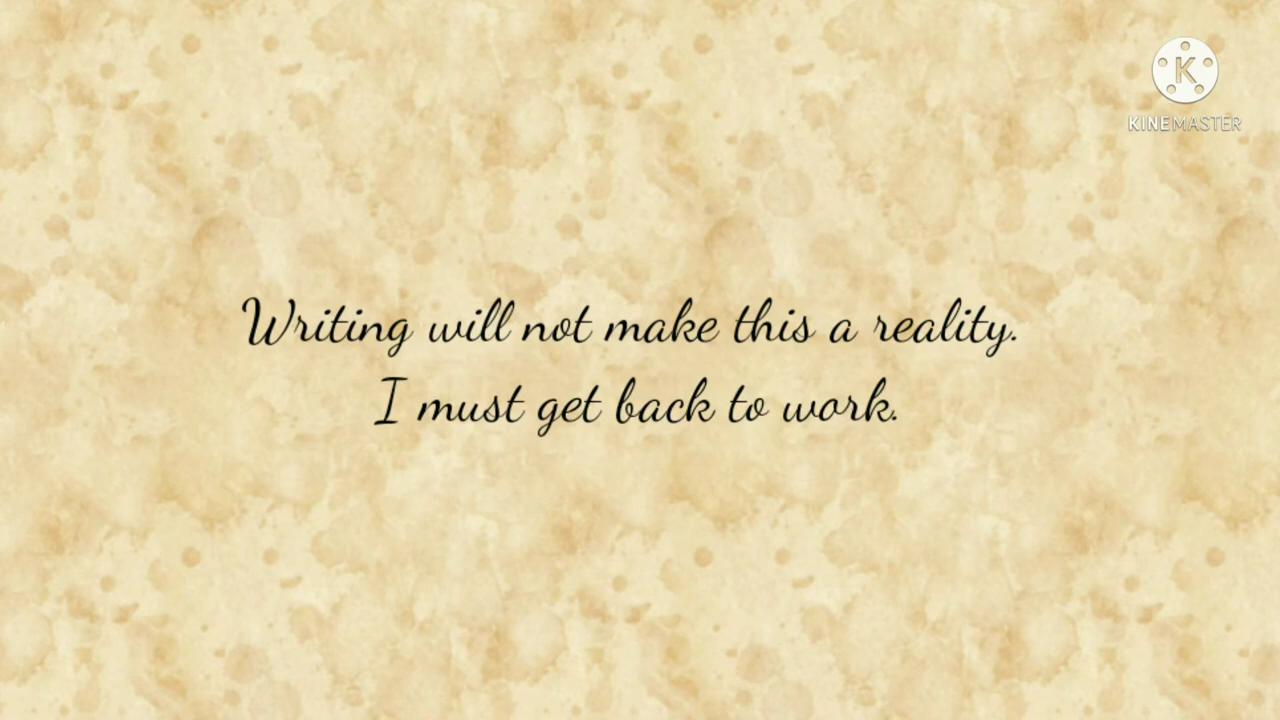 K
KINEMASTER
Writing will not make this a reality.
I must get back to work.